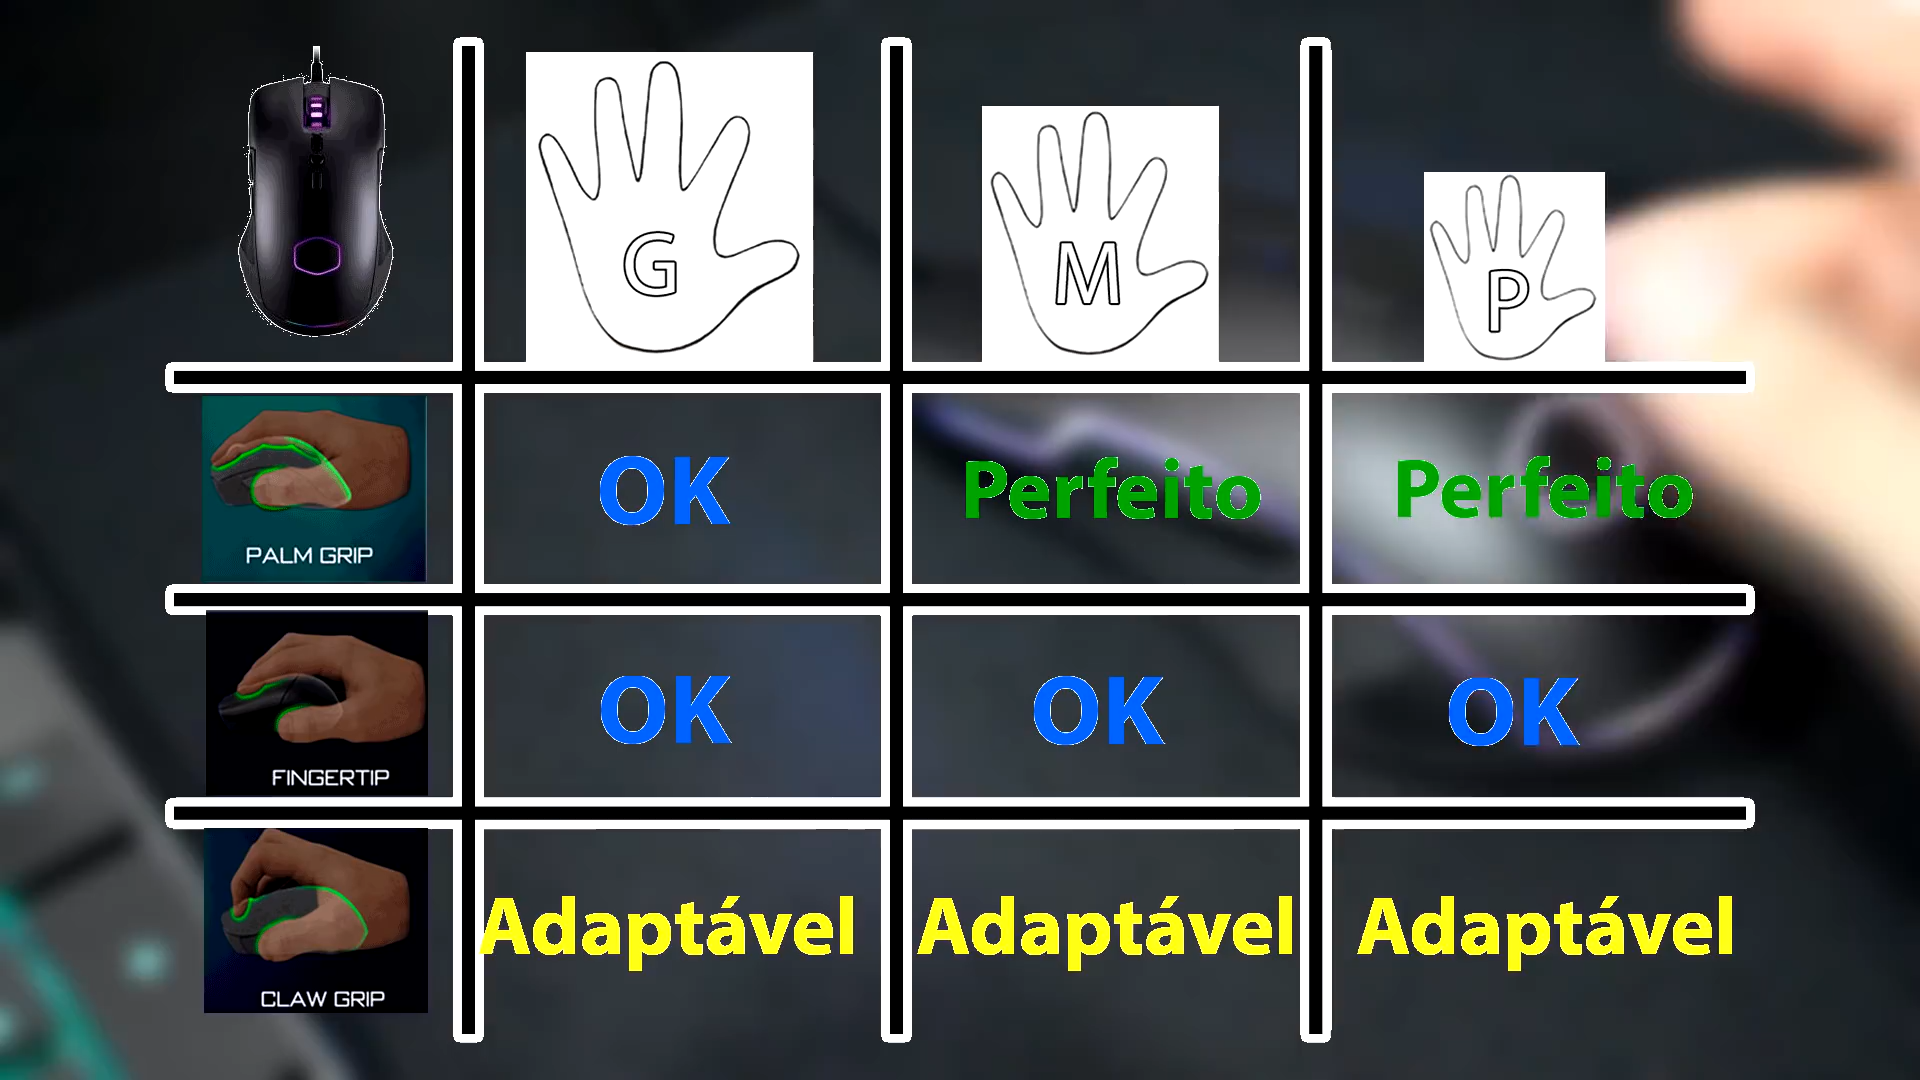 G
M
P
PALM GRIP
OK
Perfeito
Perfeito
FINGERTIP
OK
OK
OK
CLAW GRIP
Adaptável
Adaptável
Adaptável